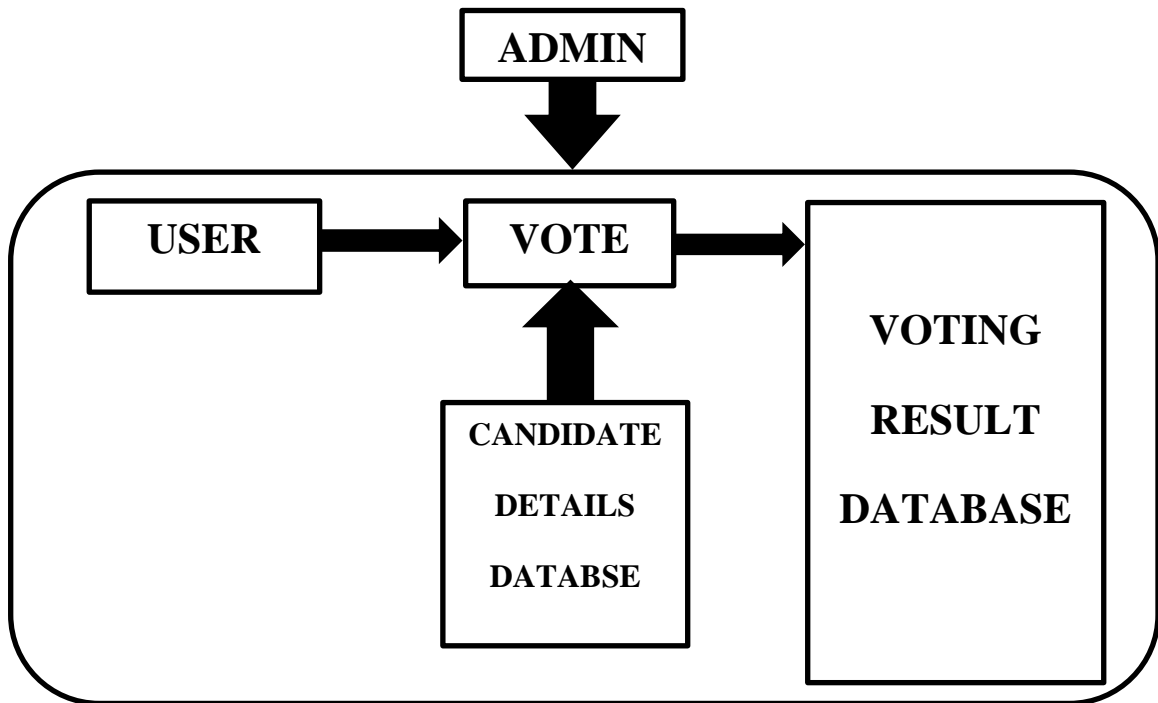 ADMIN
USER
VOTE
VOTING
RESULT
DATABASE
CANDIDATE
DETAILS
DATABSE